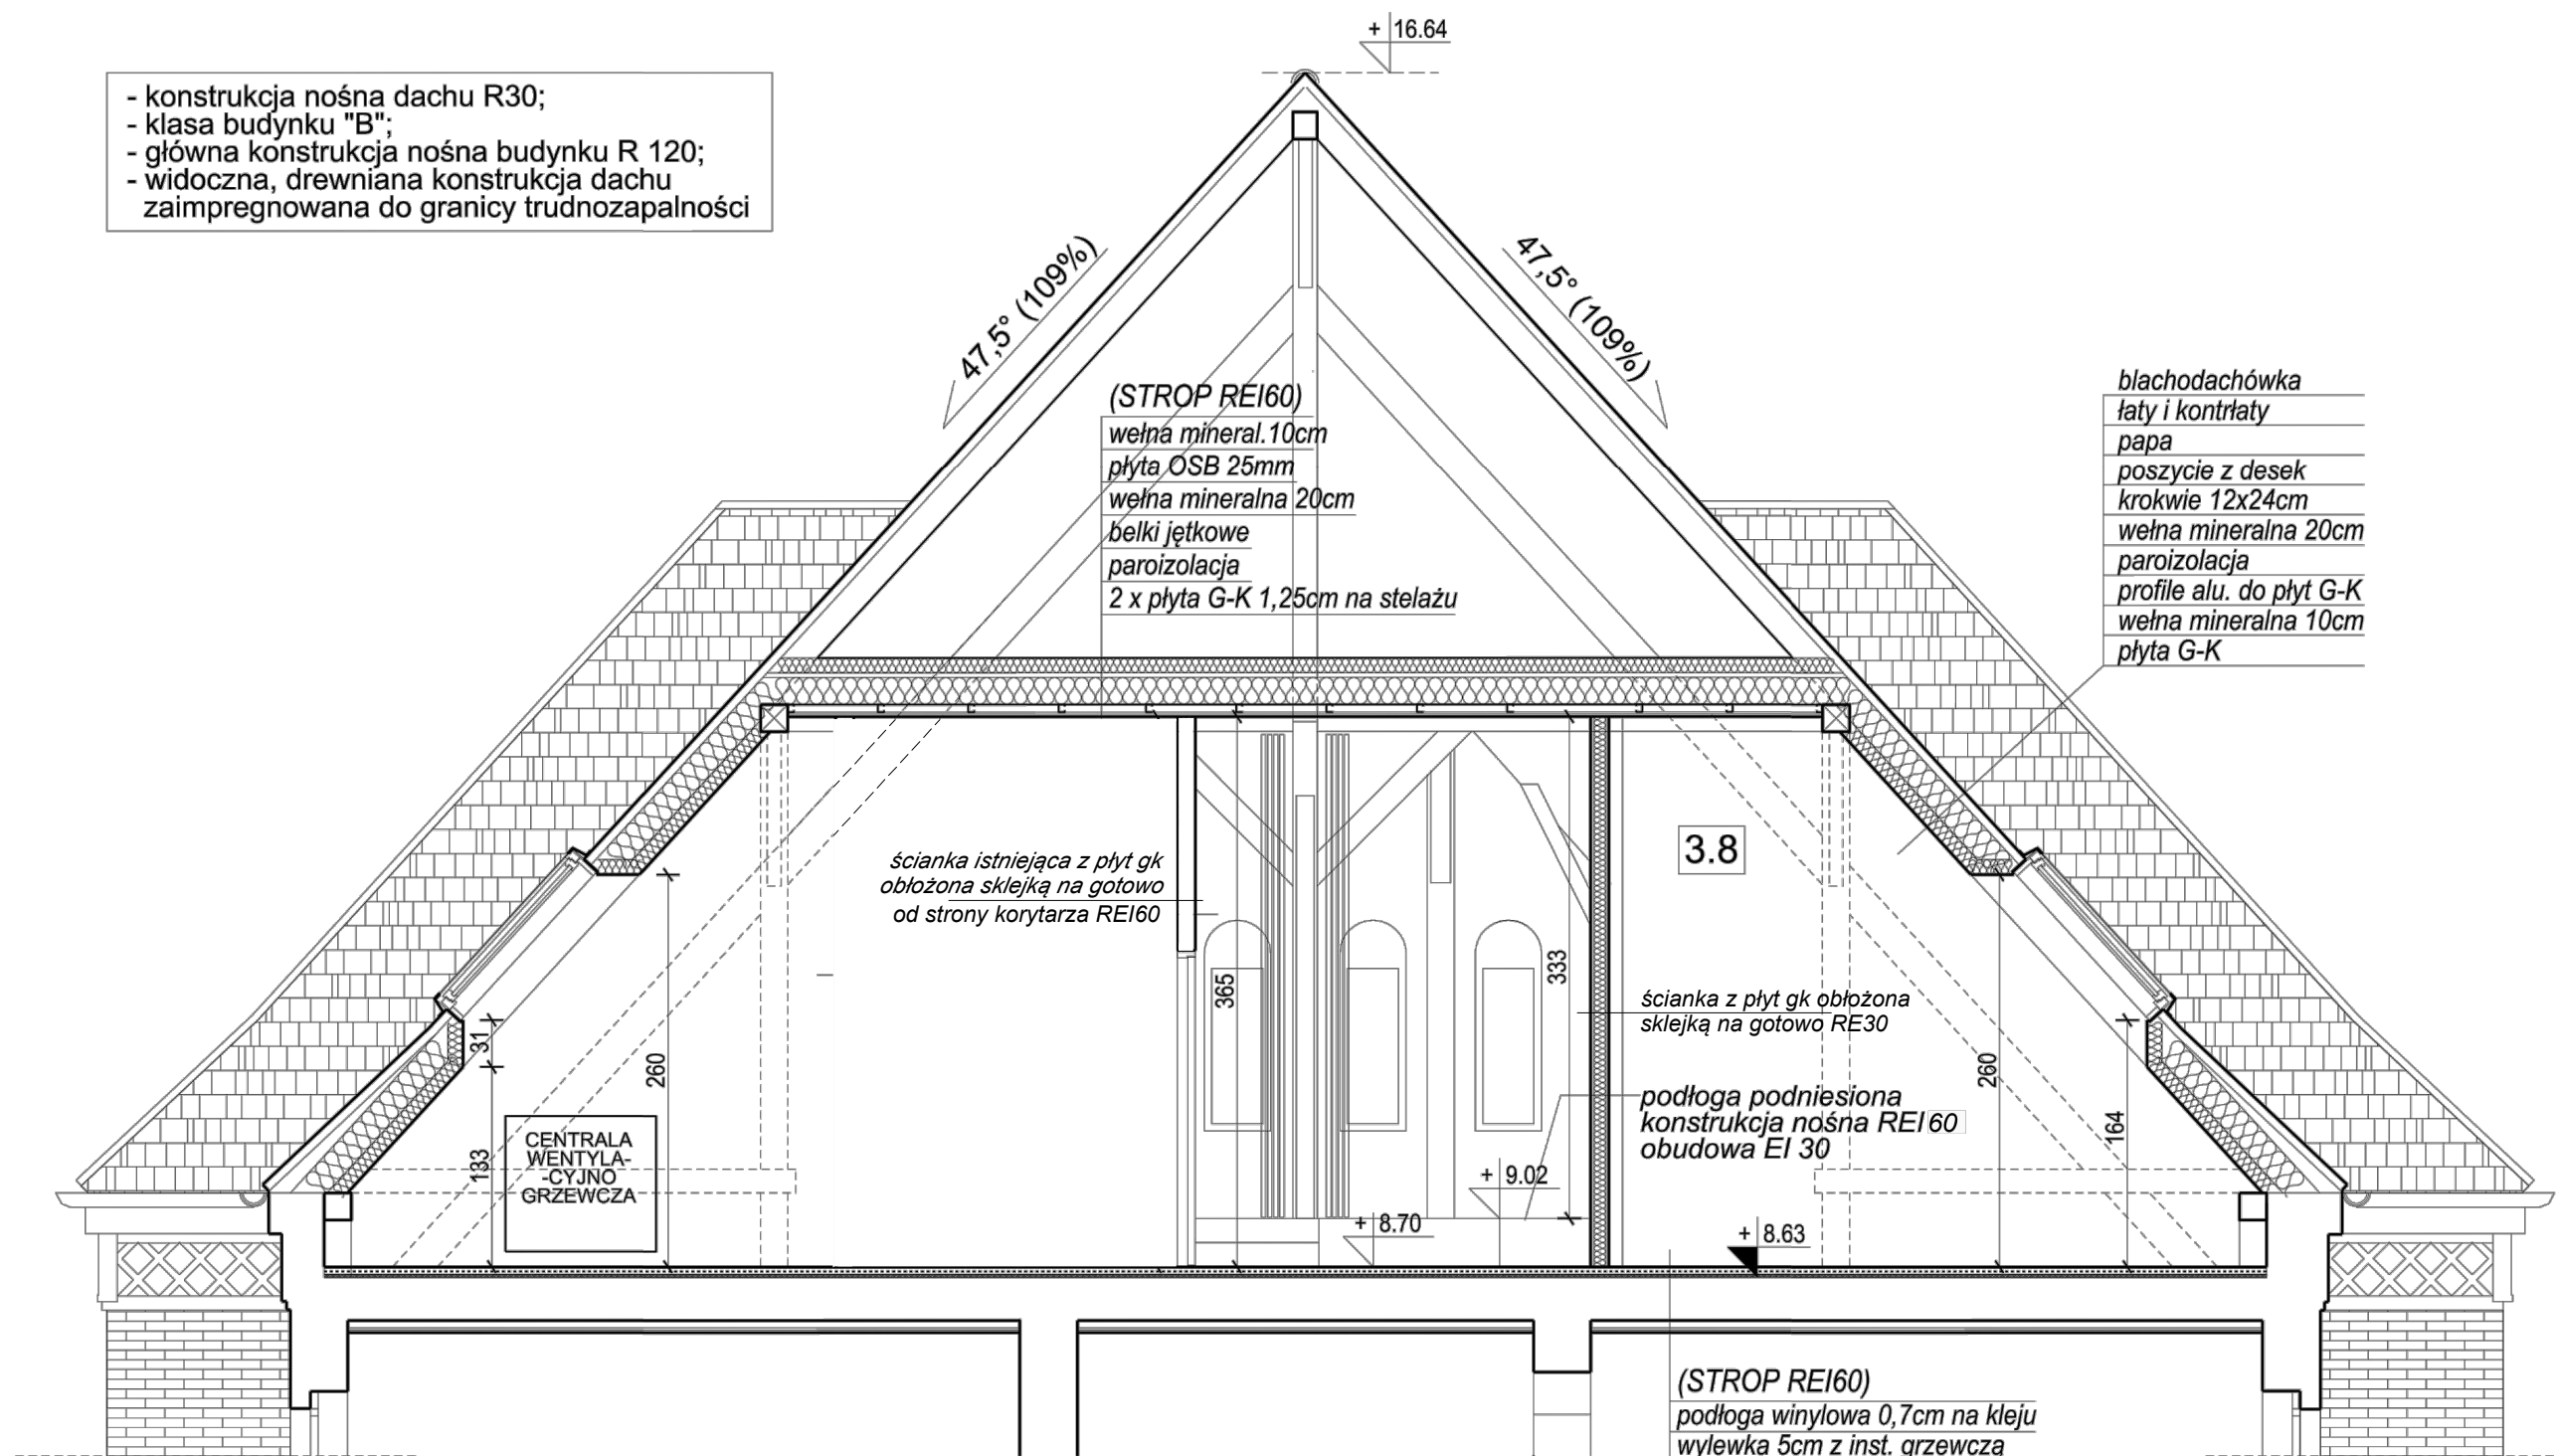 + 16.64
- konstrukcja nośna dachu R30;
- klasa budynku "B";
- główna konstrukcja nośna budynku R 120;
- widoczna, drewniana konstrukcja dachu
zaimpregnowana do granicy trudnozapalności
47,5° (109%)
47,5° (109%)
(STROP REI60)
wełna mineral.10cm
płyta OSB 25mm
wełna mineralna 20cm
belki jętkowe
paroizolacja
2 x płyta G-K 1,25cm na stelażu
blachodachówka
łaty i kontrłaty
papa
poszycie z desek
krokwie 12x24cm
wełna mineralna 20cm
paroizolacja
profile alu. do płyt G-K
wełna mineralna 10cm
płyta G-K
ścianka istniejąca z płyt gk
obłożona sklejką na gotowo
od strony korytarza REI60
3.8
365
333
ścianka z płyt gk obłożona
sklejką na gotowo RE30
31
260
133
260
164
podłoga podniesiona
konstrukcja nośna REI 60
obudowa EI 30
CENTRALA
WENTYLA-
-CYJNO
GRZEWCZA
+ 9.02
+ 8.70
+ 8.63
(STROP REI60)
podłoga winylowa 0,7cm na kleju
wylewka 5cm z inst. grzewczą